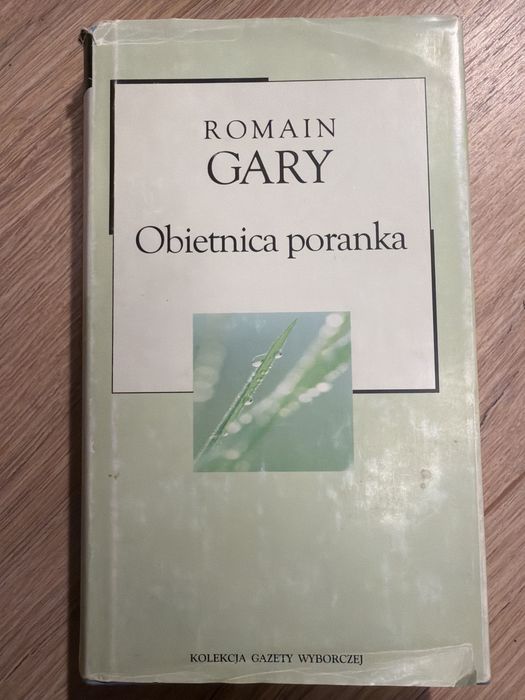 ROMAIN
GARY
Obietnica poranka
KOLEKCJA GAZETY WYBORCZEJ